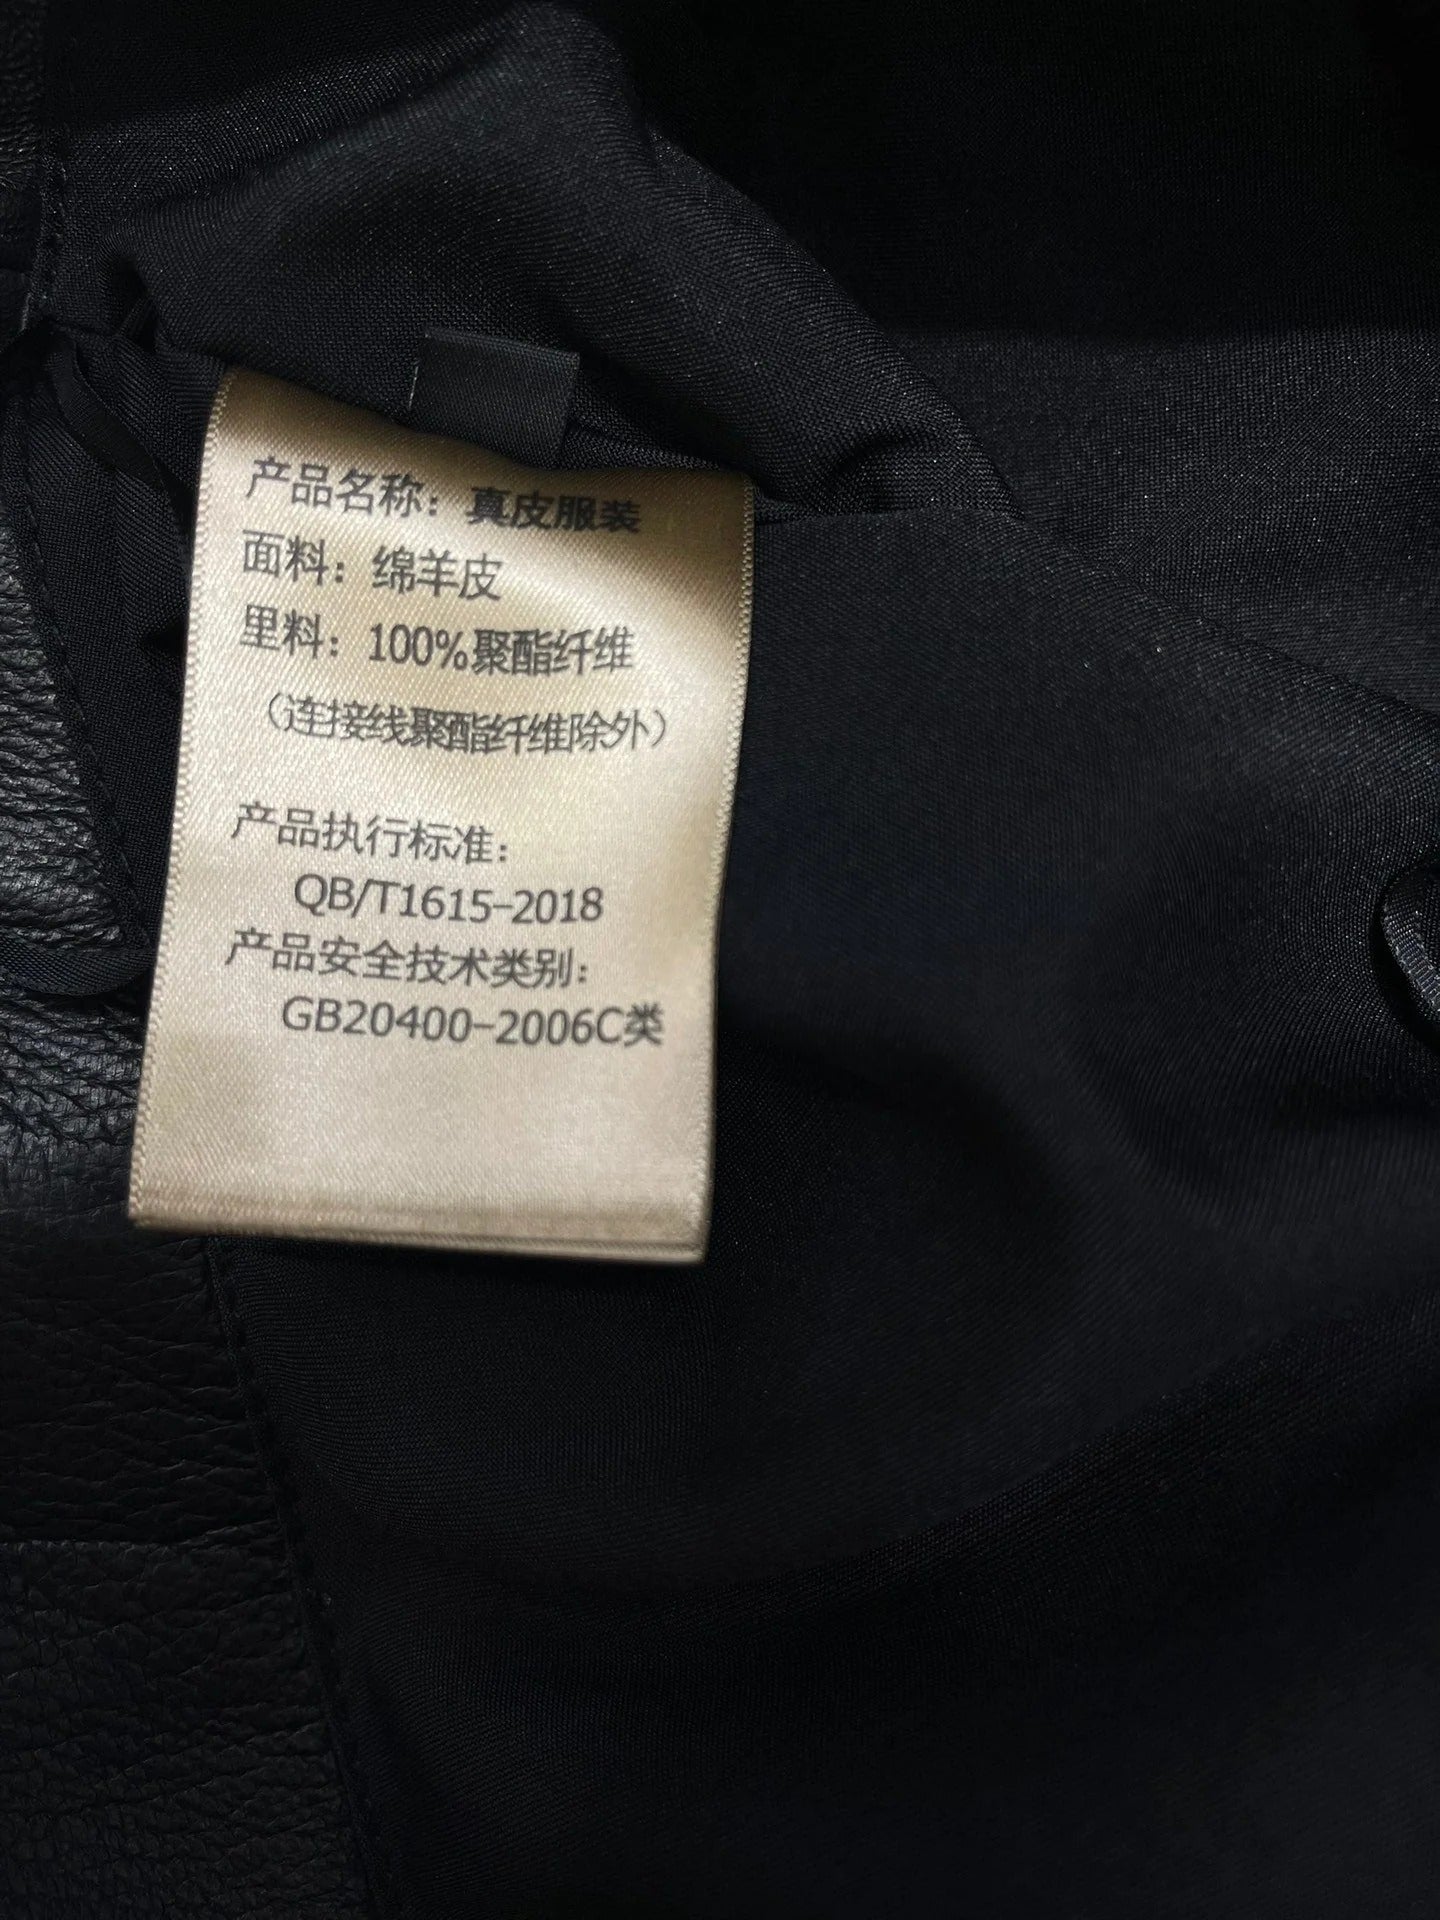 产品名称：真皮服装
面料：绵羊皮
里料：100%聚酯纤维
（连接线聚酯纤维除外）
产品执行标准：
QB/T1615-2018
产品安全技术类别：
GB20400-2006C类